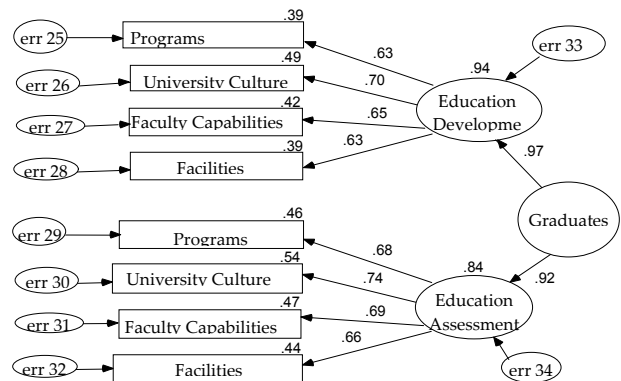 .39
err 25
Programs
.63
err 33
.49
.94
err 26
University Culture
.70
.42
Education
Developme
err 27
Faculty Capabilities
.65
.39
.63
err 28
Facilities
.97
.46
Graduates
err 29
Programs
.68
.54
.84
.92
err 30
University Culture
.74
Education
Assessment
.47
.69
err 31
Faculty Capabilities
.44
.66
err 32
Facilities
err 34